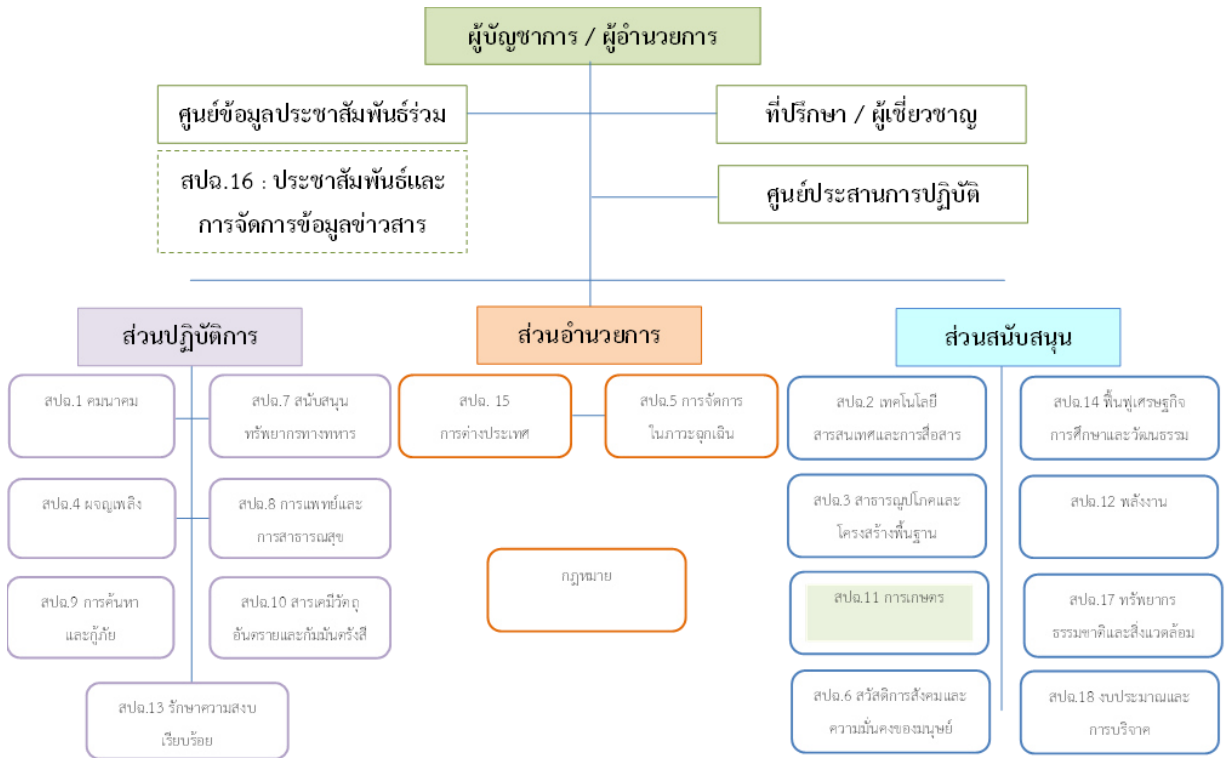 ผู้บัญชาการ / ผู้อำนวยการ
ศูนย์ข้อมูลประชาสัมพันธ์ร่วม
ที่ปรึกษา / ผู้เชี่ยวชาญ
สปฉ.16 : ประชาสัมพันธ์และ
การจัดการข้อมูลข่าวสาร
ศูนย์ประสานการปฏิบัติ
ส่วนปฏิบัติการ
สปฉ.1 คมนาคม
สปฉ.7 สนับสนุน
ทรัพยากรทางทหาร
สปฉ.4 ผจญเพลิง
สปฉ.8 การแพทย์และ
การสาธารณสุข
สปฉ.9 การค้นหา
และกู้ภัย
สปฉ.10 สารเคมีวัตถุ
อันตรายและกัมมันตรังสี
สปฉ.13 รักษาความสงบ
เรียบร้อย
ส่วนอำนวยการ
สปฉ. 15
การต่างประเทศ
สปฉ.5 การจัดการ
ในภาวะฉุกเฉิน
กฎหมาย
ส่วนสนับสนุน
สปฉ.2 เทคโนโลยี
สารสนเทศและการสื่อสาร
สปฉ.14 ฟื้นฟูเศรษฐกิจ
การศึกษาและวัฒนธรรม
สปฉ.3 สาธารณูปโภคและ
โครงสร้างพื้นฐาน
สปฉ.12 พลังงาน
สปฉ.11 การเกษตร
สปฉ.17 ทรัพยากร
ธรรมชาติและสิ่งแวดล้อม
สปฉ.6 สวัสดิการสังคมและ
ความมั่นคงของมนุษย์
สปฉ.18 งบประมาณและ
การบริจาค